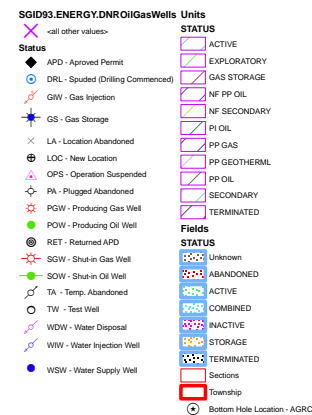 SGID93.ENERGY.DNROilGasWells
<all other values>
Status
APD - Aproved Permit
DRL - Spuded (Drilling Commenced)
GIW - Gas Injection
GS - Gas Storage
LA - Location Abandoned
LOC - New Location
OPS - Operation Suspended
PA - Plugged Abandoned
PGW - Producing Gas Well
POW - Producing Oil Well
RET - Returned APD
SGW - Shut-in Gas Well
SOW - Shut-in Oil Well
TA - Temp. Abandoned
TW - Test Well
WDW - Water Disposal
WIW - Water Injection Well
WSW - Water Supply Well
Units
STATUS
ACTIVE
EXPLORATORY
GAS STORAGE
NF PP OIL
NF SECONDARY
PI OIL
PP GAS
PP GEOTHERML
PP OIL
SECONDARY
TERMINATED
Fields
STATUS
Unknown
ABANDONED
ACTIVE
COMBINED
INACTIVE
STORAGE
TERMINATED
Sections
Township
Bottom Hole Location - AGRC